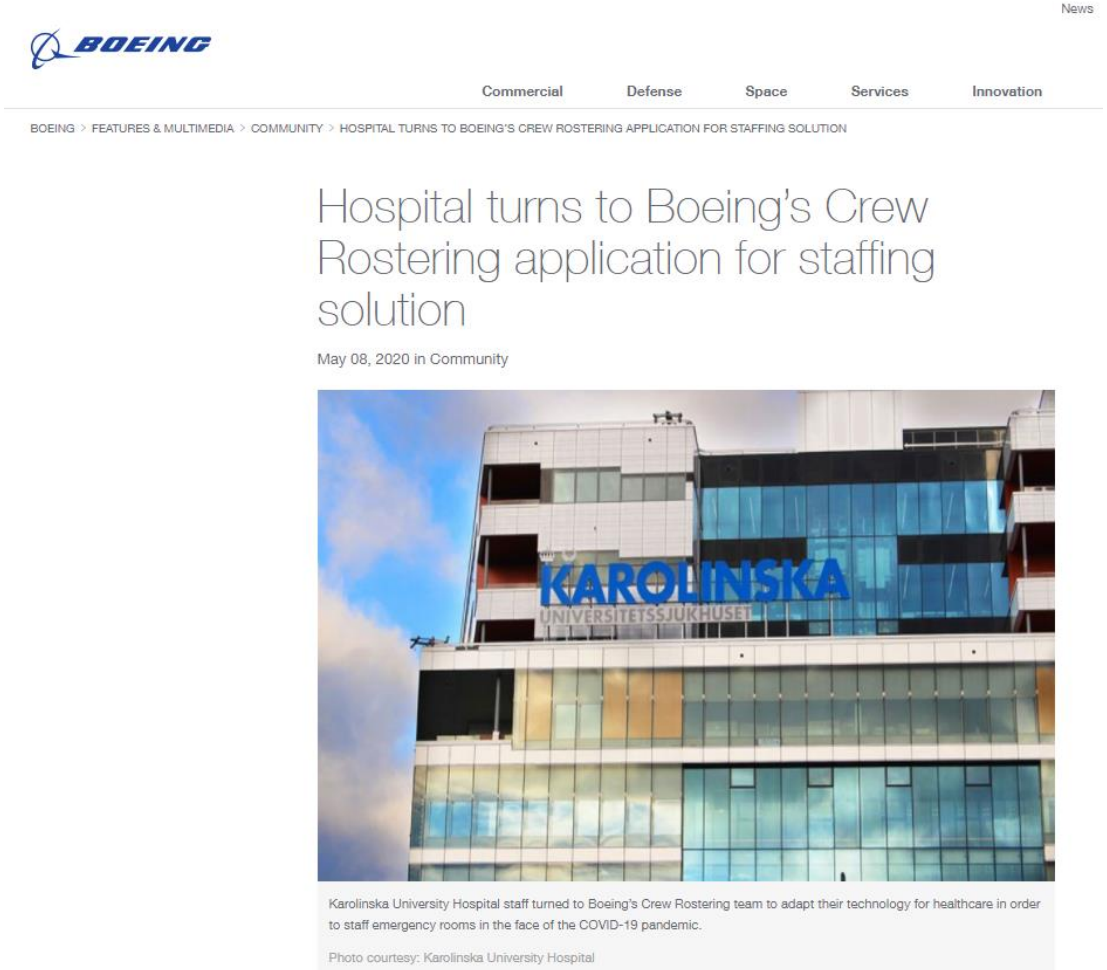 News
BOEING
Commercial Defense Space Services Innovation
BOEING > FEATURES & MULTIMEDIA > COMMUNITY > HOSPITAL TURNS TO BOEING'S CREW ROSTERING APPLICATION FOR STAFFING SOLUTION
Hospital turns to Boeing's Crew
Rostering application for staffing
solution
May 08, 2020 in Community
KAROLINSKA
UNIVERSITETSSJUKHUSET
Karolinska University Hospital staff turned to Boeing's Crew Rostering team to adapt their technology for healthcare in order
to staff emergency rooms in the face of the COVID-19 pandemic.
Photo courtesy: Karolinska University Hospital